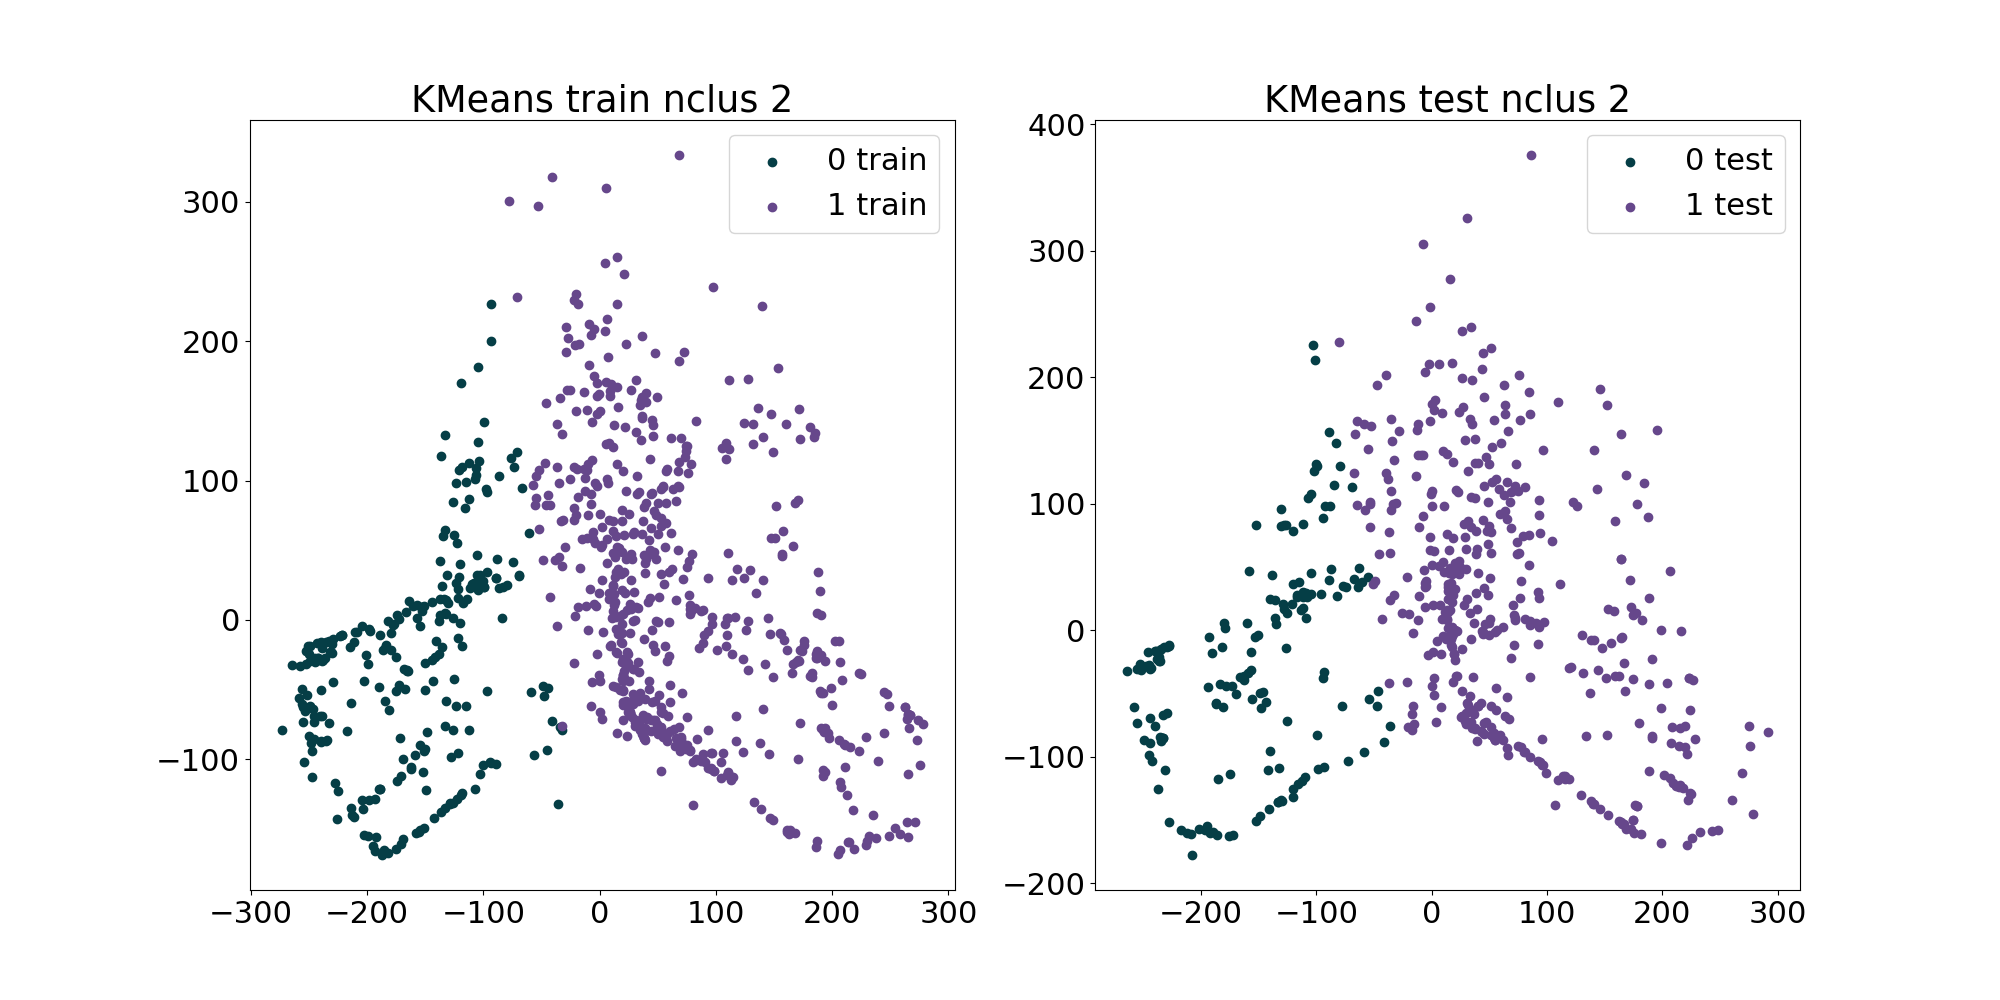 KMeans train nclus 2
0 train
1 train
300
200
100
0
−100
−300 −200 −100 0 100 200 300
KMeans test nclus 2
0 test
1 test
400
300
200
100
0
−100
−200
−200 −100 0 100 200 300